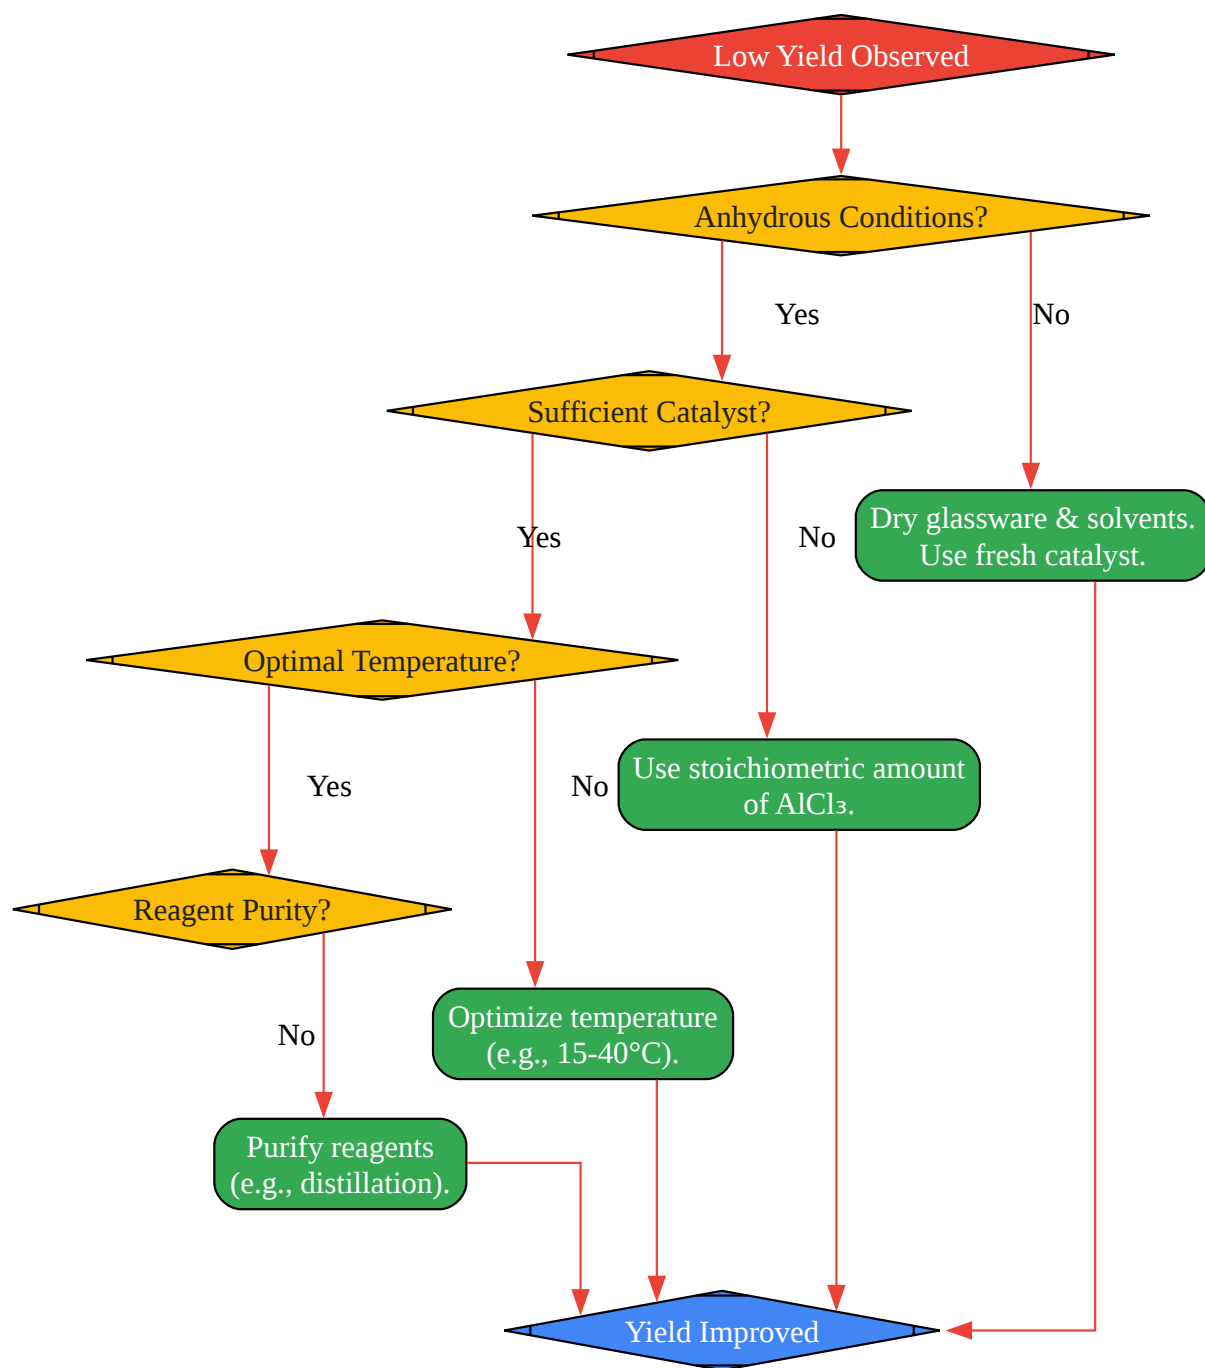 Low Yield Observed
Anhydrous Conditions?
Yes
No
Sufficient Catalyst?
Dry glassware & solvents.
Use fresh catalyst.
Yes
No
Optimal Temperature?
Use stoichiometric amount
of AlCl₃.
Yes
No
Reagent Purity?
Optimize temperature
(e.g., 15-40°C).
No
Purify reagents
(e.g., distillation).
Yield Improved